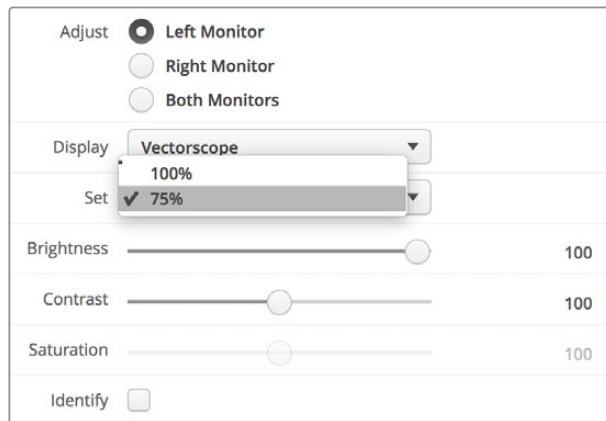 Adjust Left Monitor
Right Monitor
Both Monitors
Display Vectorscope
100%
Set ✔ 75%
Brightness 100
Contrast 100
Saturation 100
Identify